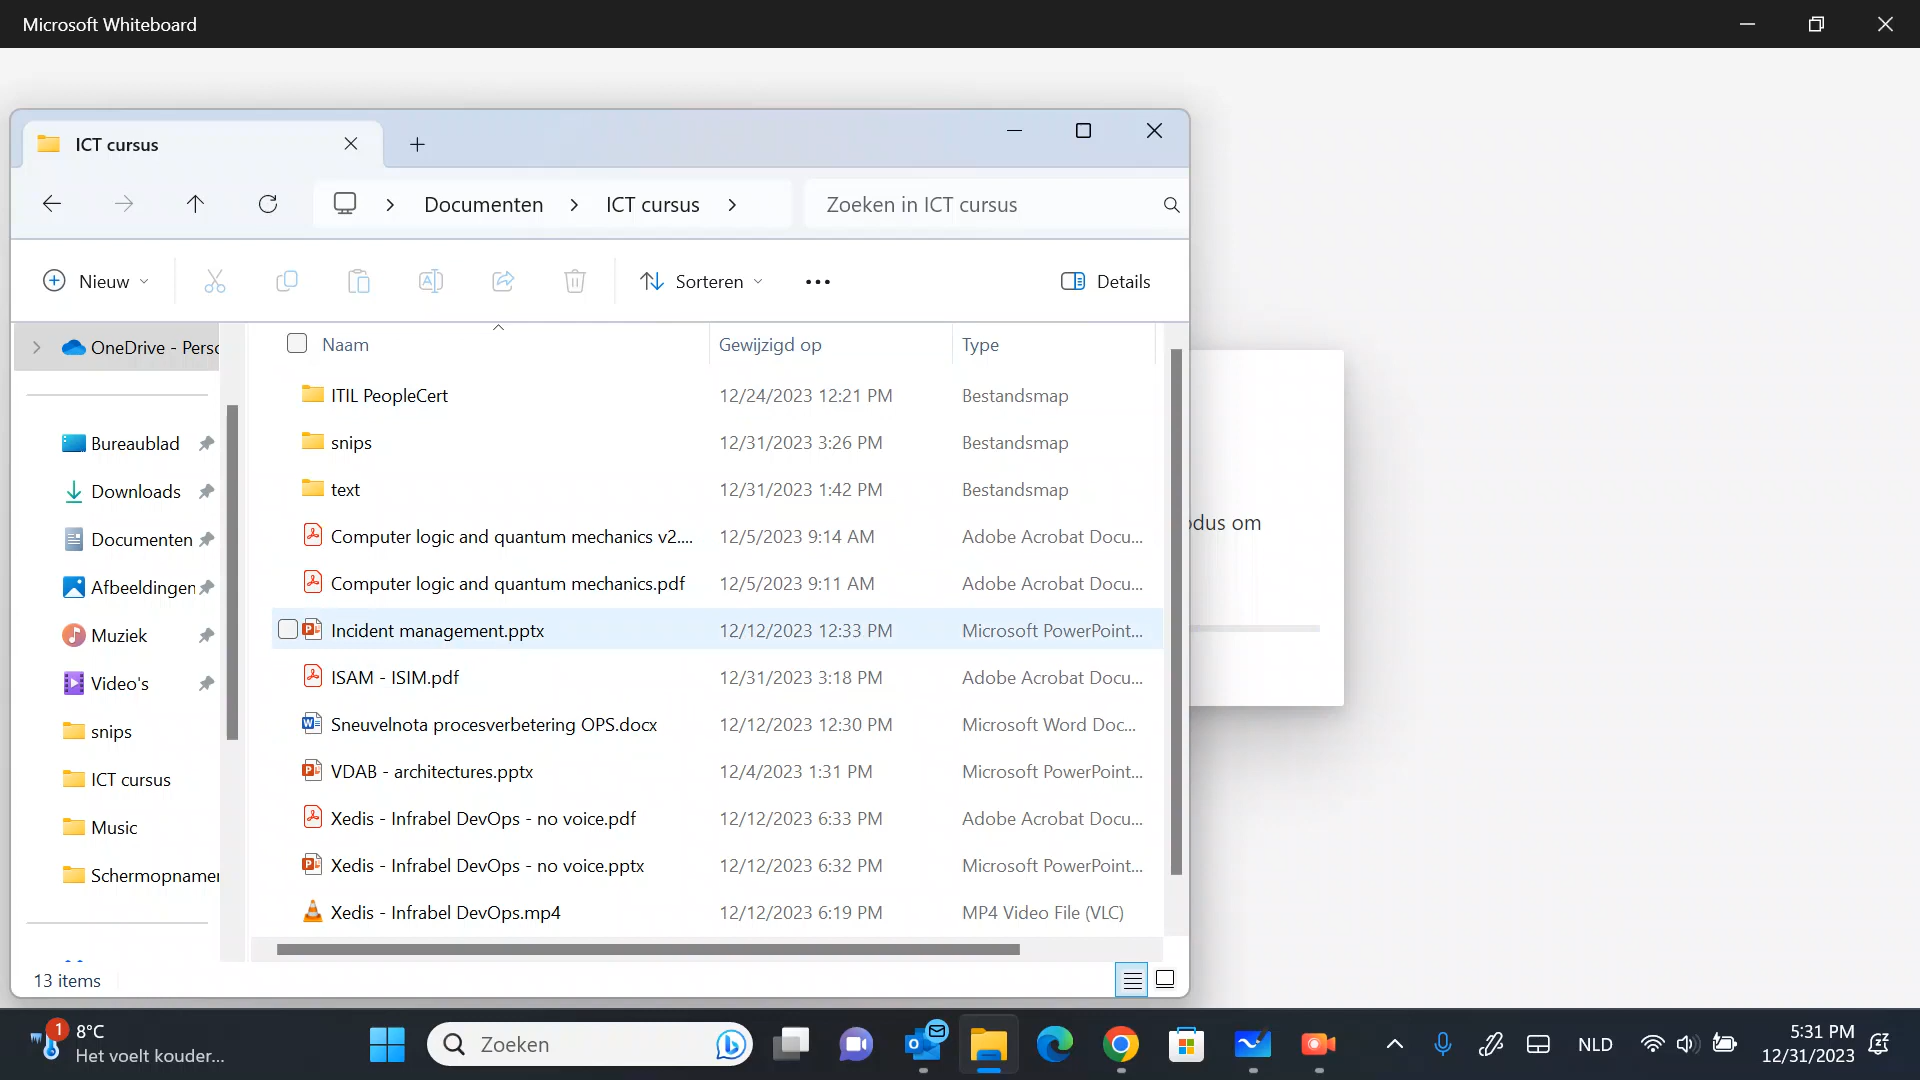 Microsoft Whiteboard
ICT cursus
Documenten
ICT cursus
Zoeken in ICT cursus
Nieuw
Sorteren
Details
OneDrive - Perso
Bureaublad
Downloads
Documenten
Afbeeldingen
Muziek
Video's
snips
ICT cursus
Music
Schermopnamen
Naam Gewijzigd op Type
ITIL PeopleCert 12/24/2023 12:21 PM Bestandsmap
snips 12/31/2023 3:26 PM Bestandsmap
text 12/31/2023 1:42 PM Bestandsmap
Computer logic and quantum mechanics v2.... 12/5/2023 9:14 AM Adobe Acrobat Docu...
Computer logic and quantum mechanics.pdf 12/5/2023 9:11 AM Adobe Acrobat Docu...
Incident management.pptx 12/12/2023 12:33 PM Microsoft PowerPoint...
ISAM - ISIM.pdf 12/31/2023 3:18 PM Adobe Acrobat Docu...
Sneuvelnota procesverbetering OPS.docx 12/12/2023 12:30 PM Microsoft Word Doc...
VDAB - architectures.pptx 12/4/2023 1:31 PM Microsoft PowerPoint...
Xedis - Infrabel DevOps - no voice.pdf 12/12/2023 6:33 PM Adobe Acrobat Docu...
Xedis - Infrabel DevOps - no voice.pptx 12/12/2023 6:32 PM Microsoft PowerPoint...
Xedis - Infrabel DevOps.mp4 12/12/2023 6:19 PM MP4 Video File (VLC)
odus om
13 items
1
8°C
Het voelt kouder...
Zoeken
NLD
5:31 PM
12/31/2023